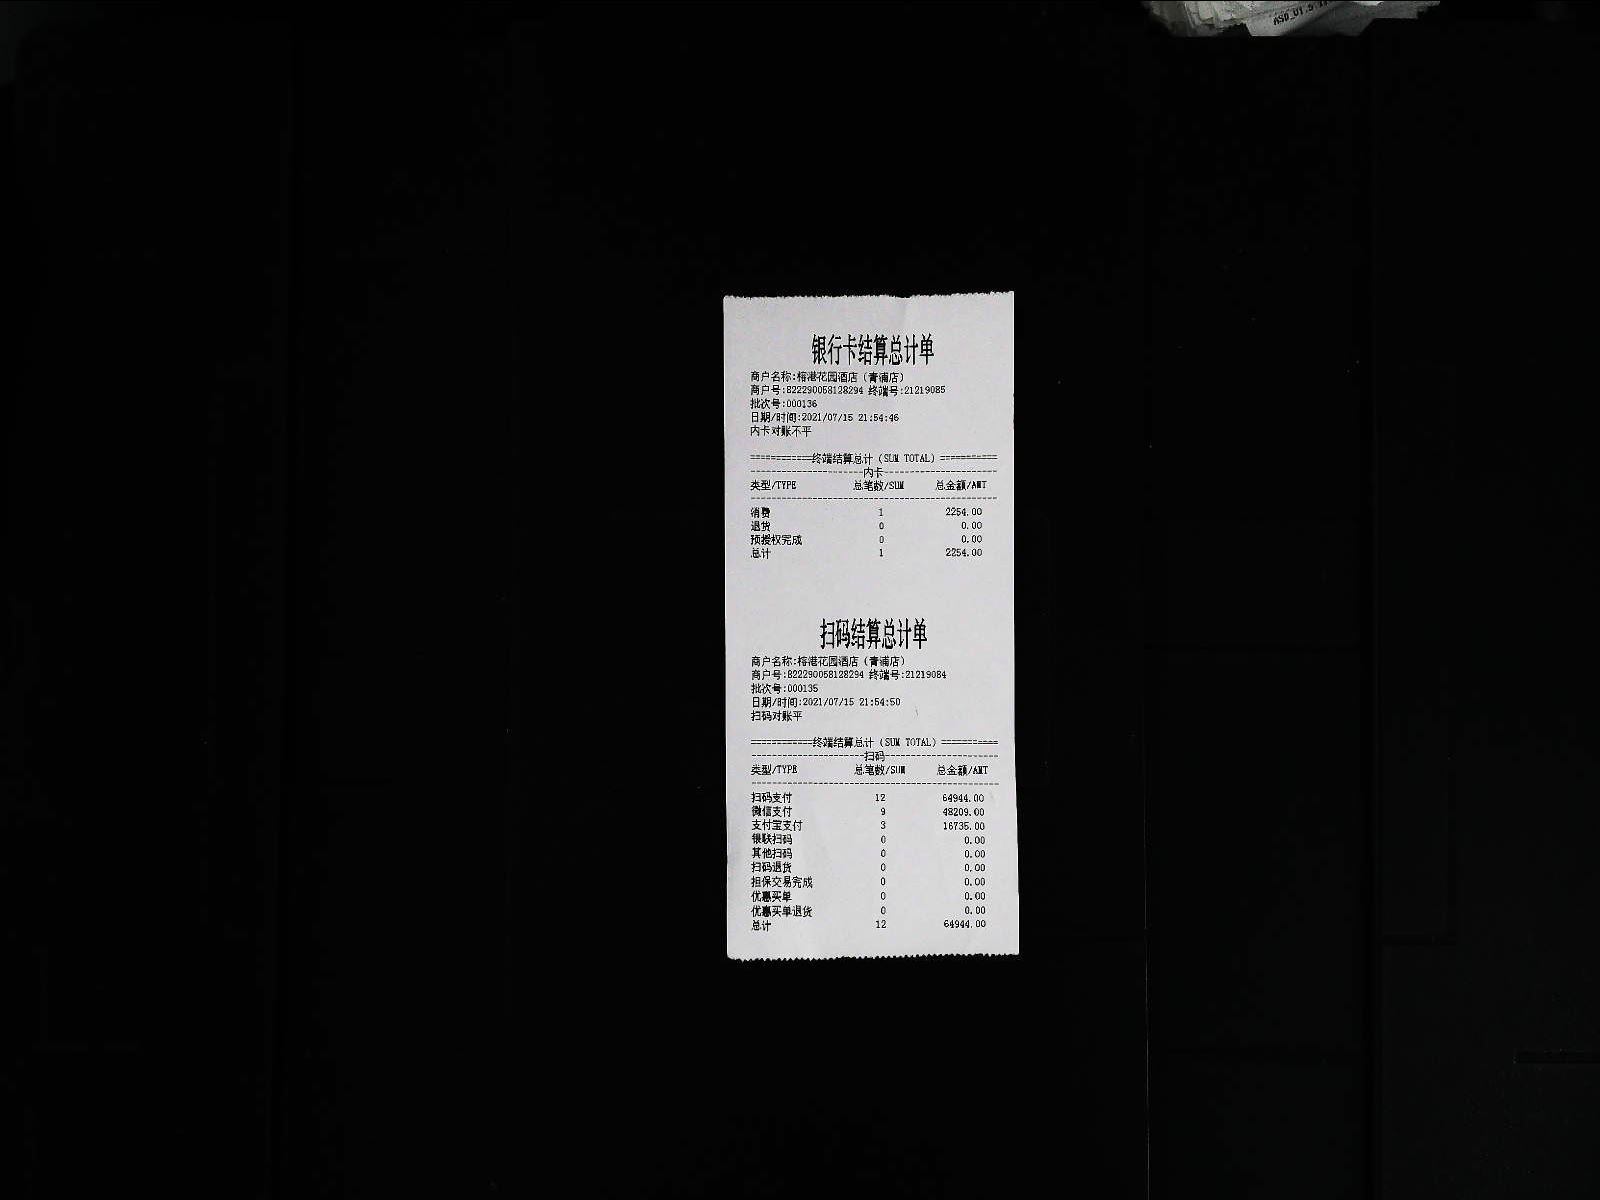 银行卡结算总计单
商户名称:榕港花园酒店（青浦店）
商户号:822290058128294 终端号:21219085
批次号:000136
日期/时间:2021/07/15 21:54:46
内卡对账不平
============终端结算总计（SUM TOTAL）===========
----------------------内卡----------------------
类型/TYPE 总笔数/SUM 总金额/AMT
------------------------------------------------
消费 1 2254.00
退货 0 0.00
预授权完成 0 0.00
总计 1 2254.00
扫码结算总计单
商户名称:榕港花园酒店（青浦店）
商户号:822290058128294 终端号:21219084
批次号:000135
日期/时间:2021/07/15 21:54:50
扫码对账平
============终端结算总计（SUM TOTAL）===========
----------------------扫码----------------------
类型/TYPE 总笔数/SUM 总金额/AMT
------------------------------------------------
扫码支付 12 64944.00
微信支付 9 48209.00
支付宝支付 3 16735.00
银联扫码 0 0.00
其他扫码 0 0.00
扫码退货 0 0.00
担保交易完成 0 0.00
优惠买单 0 0.00
优惠买单退货 0 0.00
总计 12 64944.00